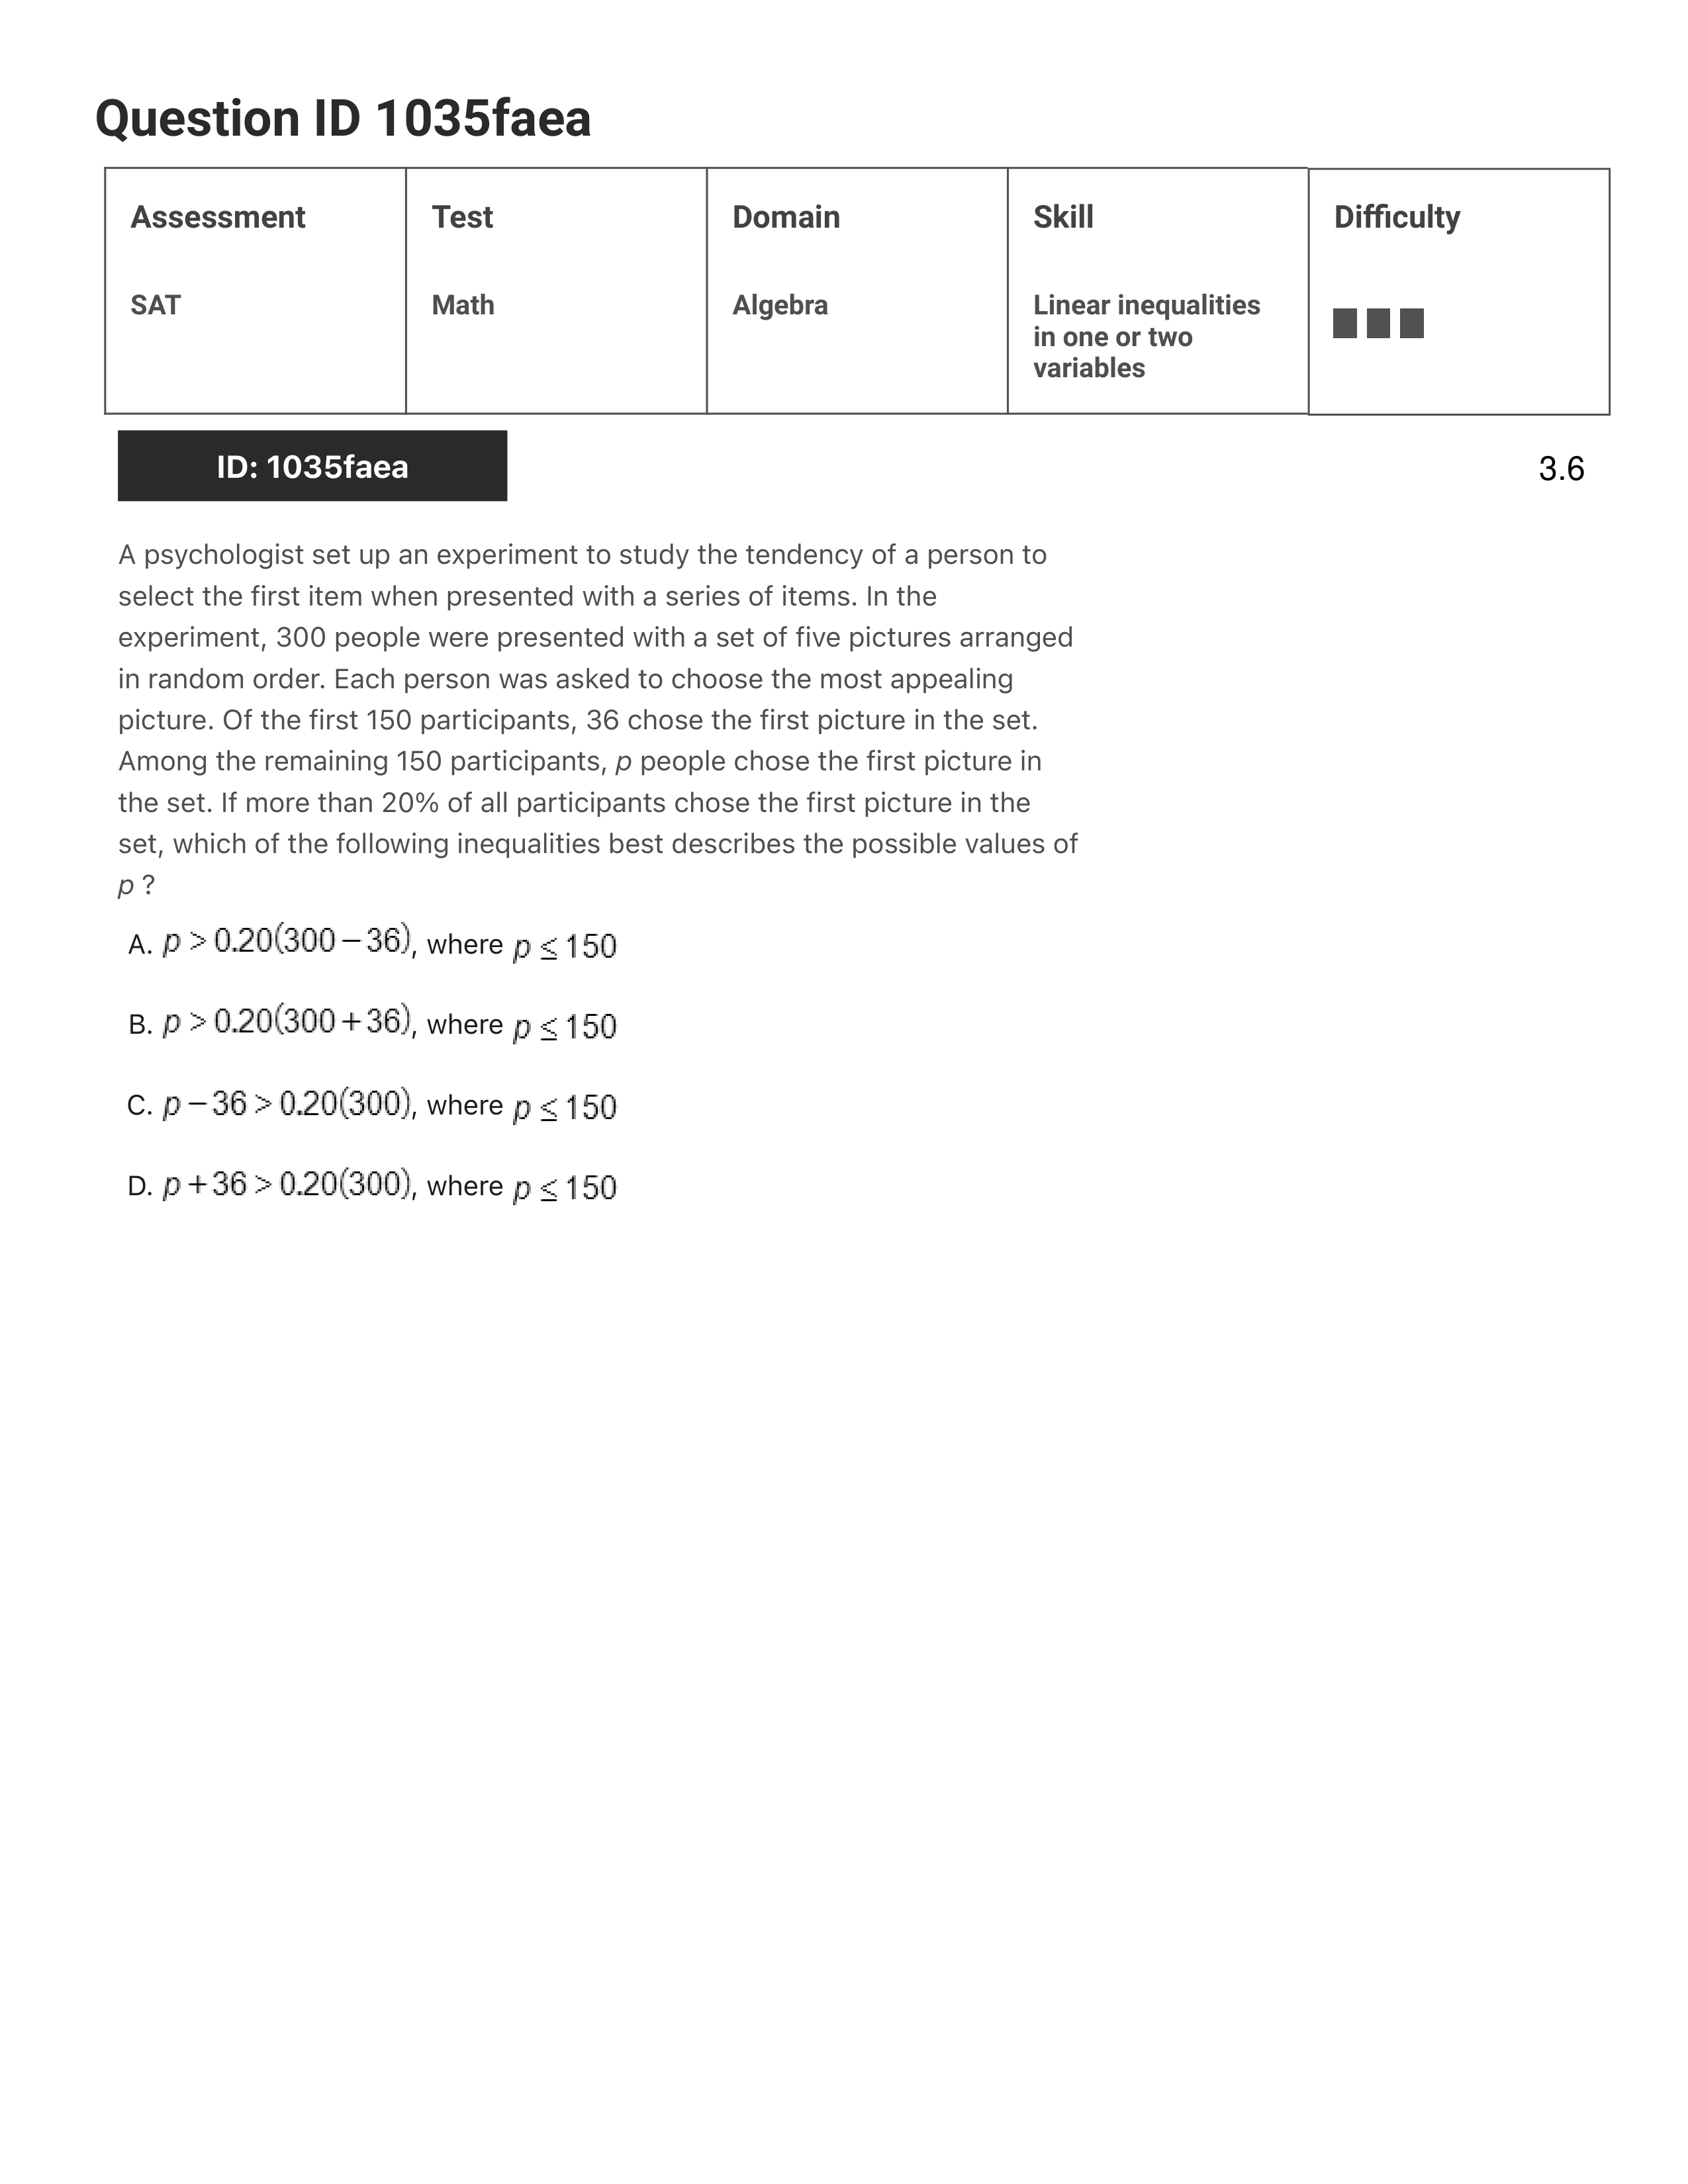 Question ID 1035faea
Assessment Test Domain Skill Difficulty
SAT Math Algebra Linear inequalities
in one or two
variables
ID: 1035faea 3.6
A psychologist set up an experiment to study the tendency of a person to
select the first item when presented with a series of items. In the
experiment, 300 people were presented with a set of five pictures arranged
in random order. Each person was asked to choose the most appealing
picture. Of the first 150 participants, 36 chose the first picture in the set.
Among the remaining 150 participants, p people chose the first picture in
the set. If more than 20% of all participants chose the first picture in the
set, which of the following inequalities best describes the possible values of
p ?
A. p > 0.20(300 − 36), where p ≤ 150
B. p > 0.20(300 + 36), where p ≤ 150
C. p − 36 > 0.20(300), where p ≤ 150
D. p + 36 > 0.20(300), where p ≤ 150